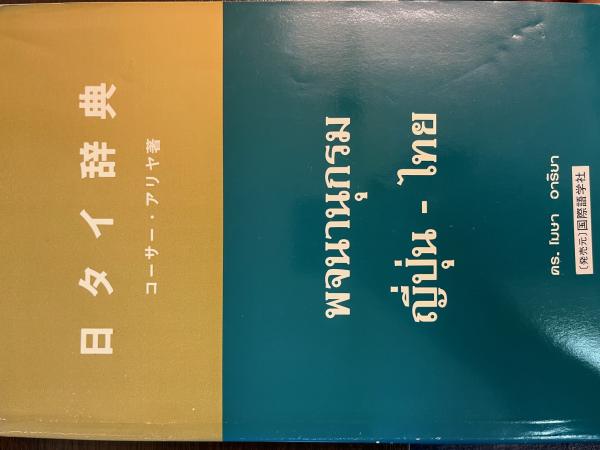 日タイ辞典
コーサー・アリヤ著
พจนานุกรม
ญี่ปุ่น - ไทย
ดร. โฆษา อาริยา
〔発売元〕国際語学社